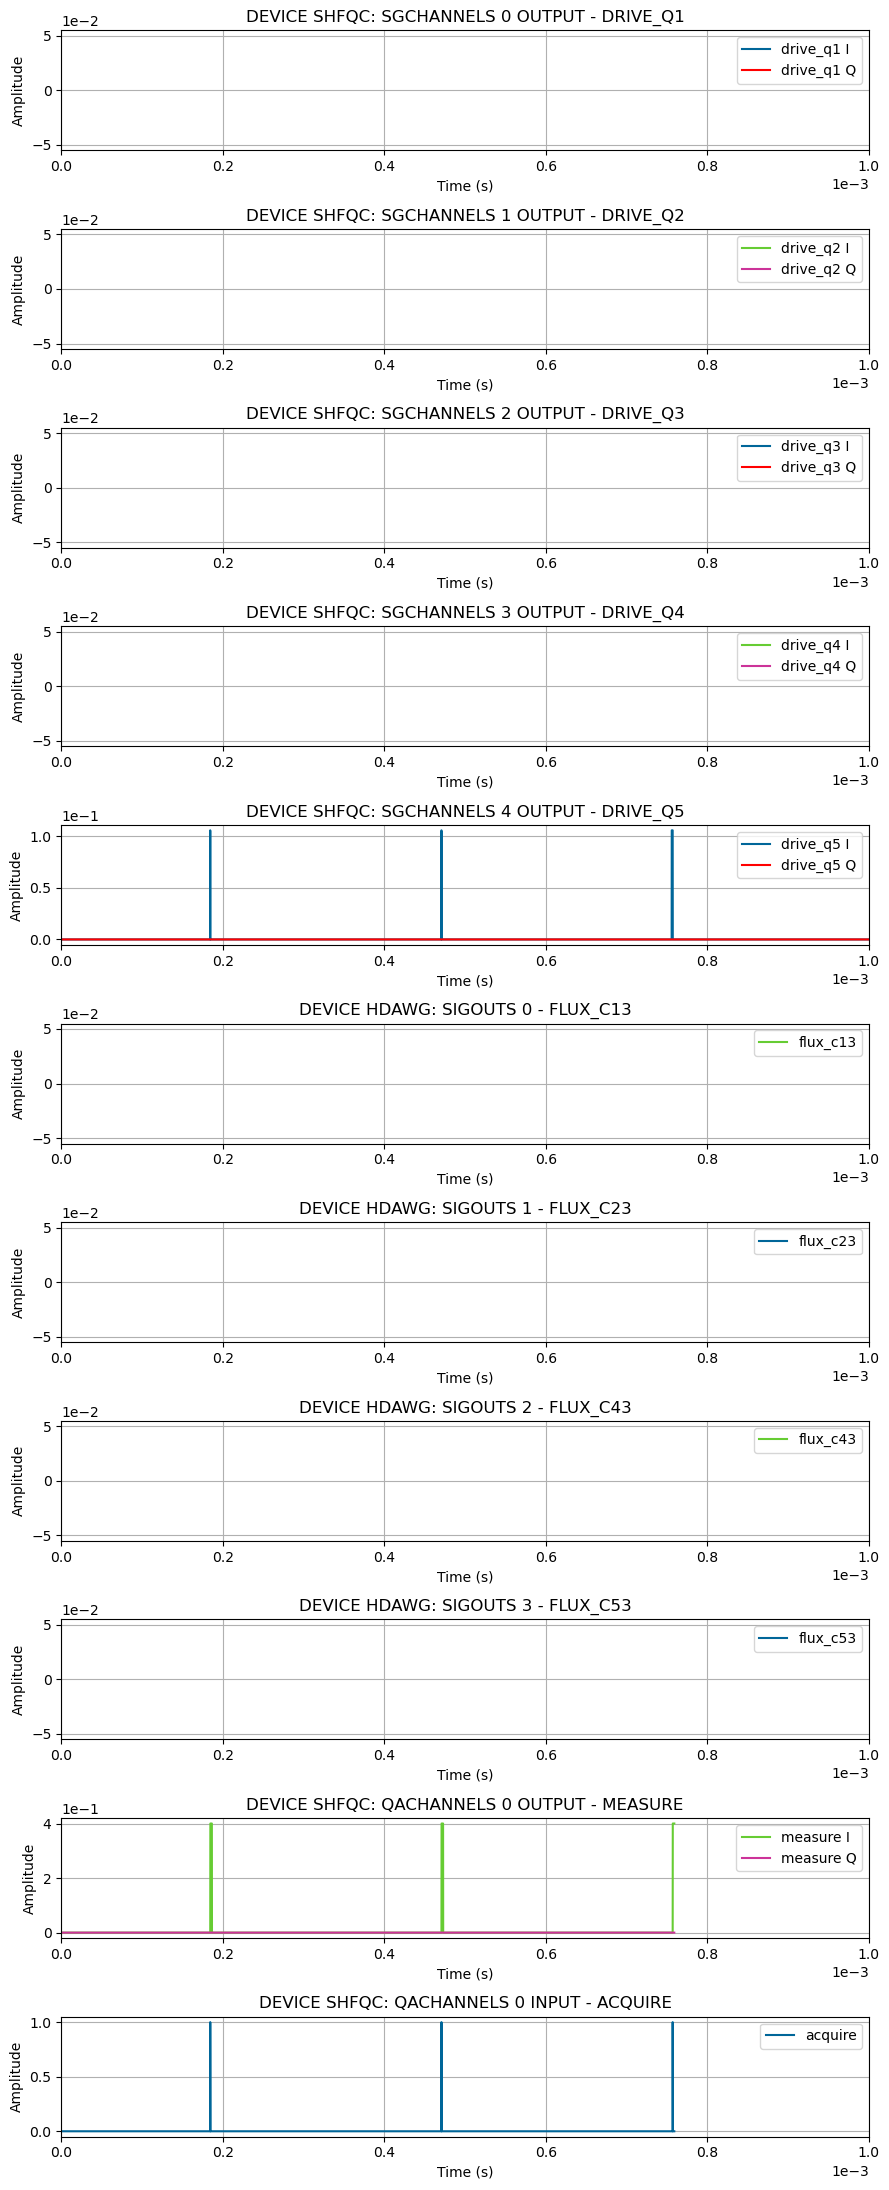 DEVICE SHFQC: SGCHANNELS 0 OUTPUT - DRIVE_Q1
1e−2
5
0
−5
Amplitude
drive_q1 I
drive_q1 Q
0.0 0.2 0.4 0.6 0.8 1.0
Time (s)
1e−3
DEVICE SHFQC: SGCHANNELS 1 OUTPUT - DRIVE_Q2
1e−2
5
0
−5
Amplitude
drive_q2 I
drive_q2 Q
0.0 0.2 0.4 0.6 0.8 1.0
Time (s)
1e−3
DEVICE SHFQC: SGCHANNELS 2 OUTPUT - DRIVE_Q3
1e−2
5
0
−5
Amplitude
drive_q3 I
drive_q3 Q
0.0 0.2 0.4 0.6 0.8 1.0
Time (s)
1e−3
DEVICE SHFQC: SGCHANNELS 3 OUTPUT - DRIVE_Q4
1e−2
5
0
−5
Amplitude
drive_q4 I
drive_q4 Q
0.0 0.2 0.4 0.6 0.8 1.0
Time (s)
1e−3
DEVICE SHFQC: SGCHANNELS 4 OUTPUT - DRIVE_Q5
1e−1
1.0
0.5
0.0
Amplitude
drive_q5 I
drive_q5 Q
0.0 0.2 0.4 0.6 0.8 1.0
Time (s)
1e−3
DEVICE HDAWG: SIGOUTS 0 - FLUX_C13
1e−2
5
0
−5
Amplitude
flux_c13
0.0 0.2 0.4 0.6 0.8 1.0
Time (s)
1e−3
DEVICE HDAWG: SIGOUTS 1 - FLUX_C23
1e−2
5
0
−5
Amplitude
flux_c23
0.0 0.2 0.4 0.6 0.8 1.0
Time (s)
1e−3
DEVICE HDAWG: SIGOUTS 2 - FLUX_C43
1e−2
5
0
−5
Amplitude
flux_c43
0.0 0.2 0.4 0.6 0.8 1.0
Time (s)
1e−3
DEVICE HDAWG: SIGOUTS 3 - FLUX_C53
1e−2
5
0
−5
Amplitude
flux_c53
0.0 0.2 0.4 0.6 0.8 1.0
Time (s)
1e−3
DEVICE SHFQC: QACHANNELS 0 OUTPUT - MEASURE
1e−1
4
2
0
Amplitude
measure I
measure Q
0.0 0.2 0.4 0.6 0.8 1.0
Time (s)
1e−3
DEVICE SHFQC: QACHANNELS 0 INPUT - ACQUIRE
1.0
0.5
0.0
Amplitude
acquire
0.0 0.2 0.4 0.6 0.8 1.0
Time (s)
1e−3